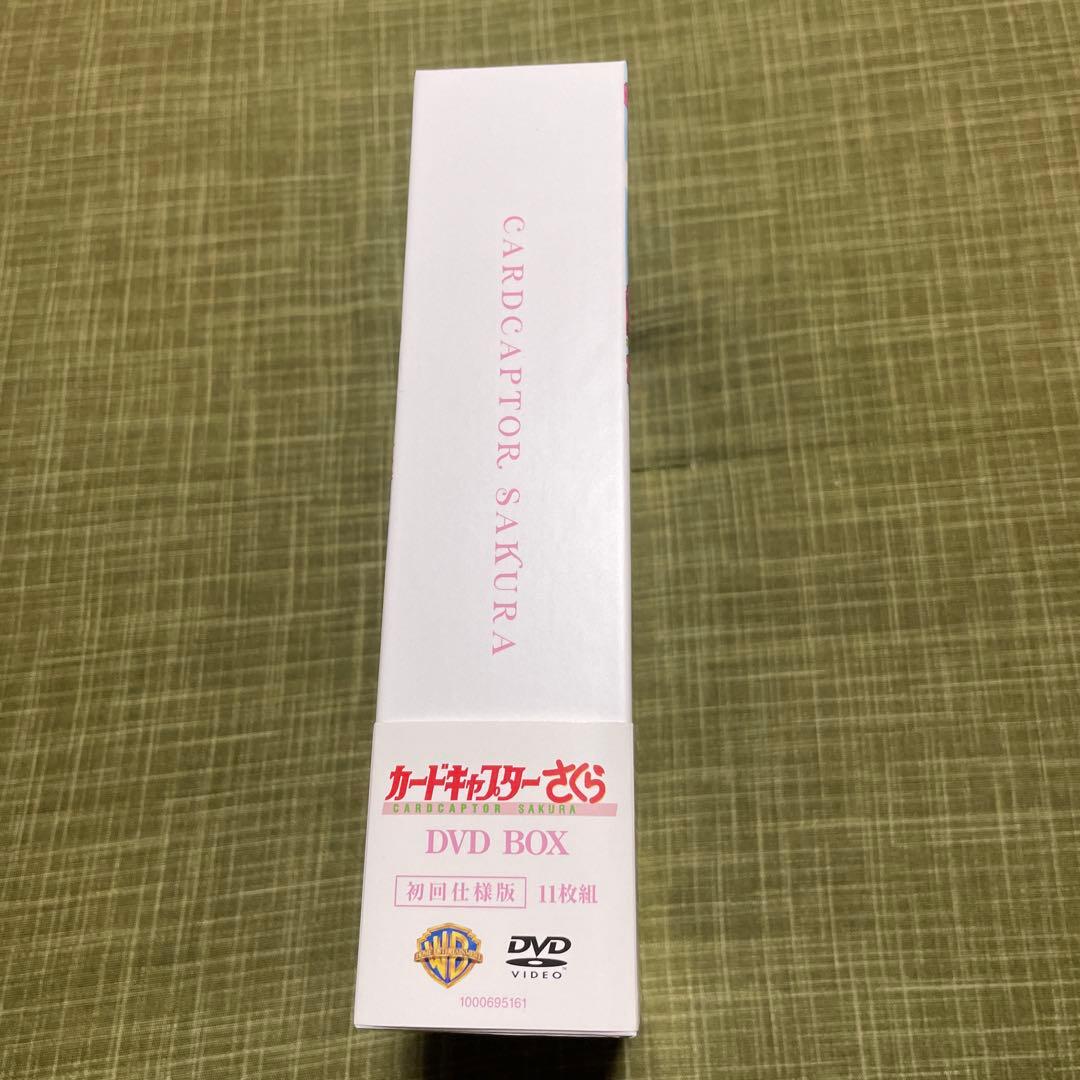 CARDCAPTOR SAKURA
カードキャプターさくら
CARDCAPTOR SAKURA
DVD BOX
初回仕様版 11枚組
WB DVD
VIDEO
1000695161